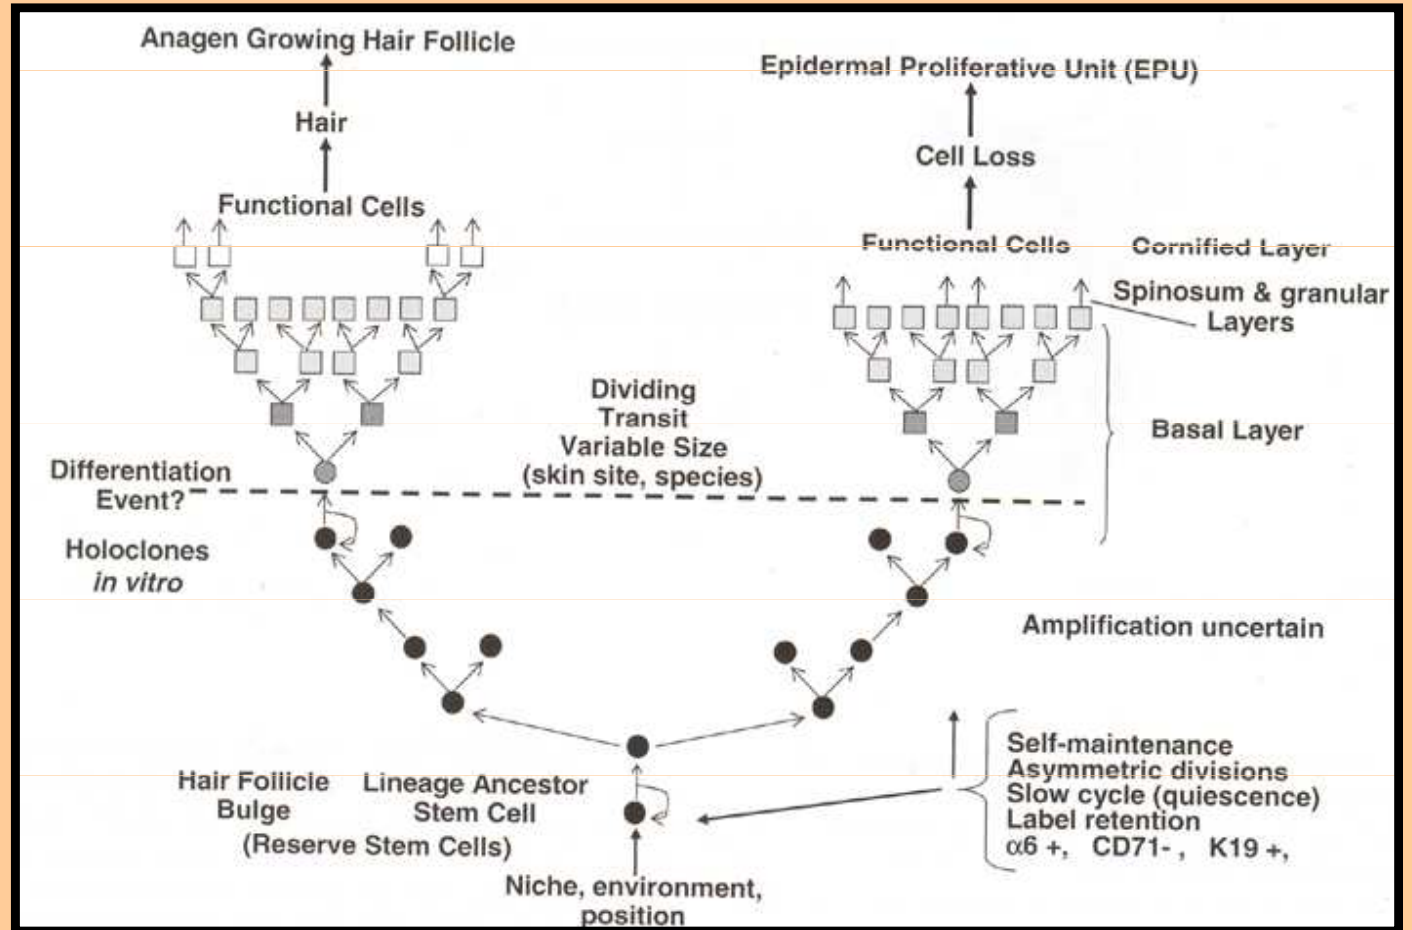 Anagen Growing Hair Follicle
Hair
Functional Cells
Epidermal Proliferative Unit (EPU)
Cell Loss
Functional Cells
Cornified Layer
Spinosum & granular
Layers
Basal Layer
Dividing
Transit
Variable Size
(skin site, species)
Differentiation
Event?
Holoclones
in vitro
Amplification uncertain
Self-maintenance
Asymmetric divisions
Slow cycle (quiescence)
Label retention
α6 +, CD71- , K19 +,
Hair Follicle
Bulge
Lineage Ancestor
Stem Cell
(Reserve Stem Cells)
Niche, environment,
position